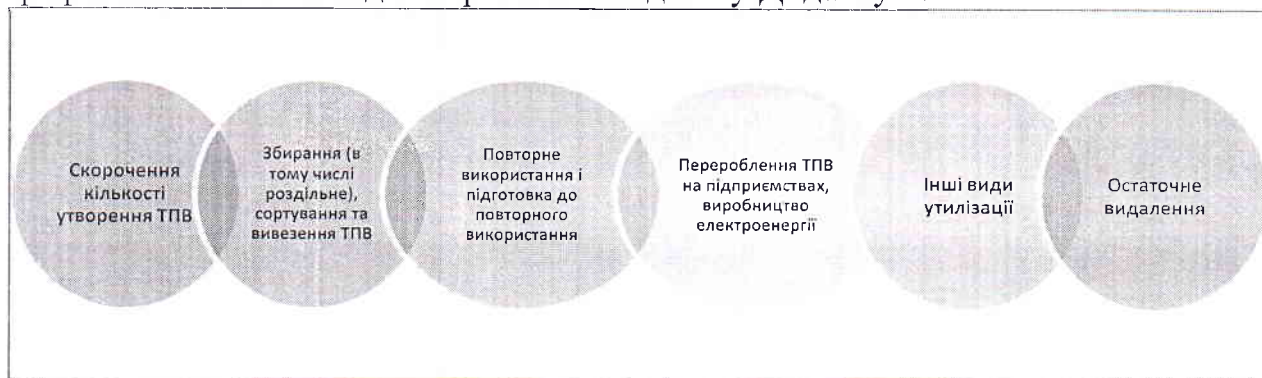 Скорочення
кількості
утворення ТПВ
Збирання (в
тому числі
роздільне),
сортування та
вивезення ТПВ
Повторне
використання і
підготовка до
повторного
використання
Перероблення ТПВ
на підприємствах,
виробництво
електроенергії
Інші види
утилізації
Остаточне
видалення